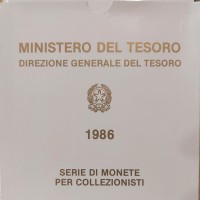 MINISTERO DEL TESORO
DIREZIONE GENERALE DEL TESORO
1986
SERIE DI MONETE
PER COLLEZIONISTI